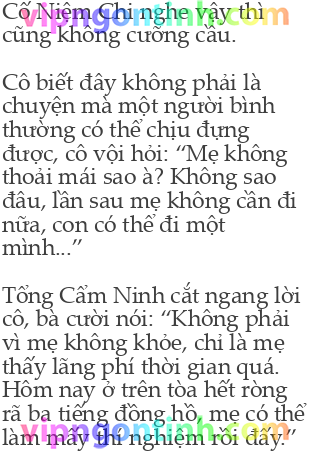 Cố Niệm Chi nghe vậy thì
vipngontinh.com
cũng không cưỡng cầu.
Cô biết đây không phải là
chuyện mà một người bình
thường có thể chịu đựng
được, cô vội hỏi: “Mẹ không
thoải mái sao à? Không sao
đâu, lần sau mẹ không cần đi
nữa, con có thể đi một
mình...”
Tống Cẩm Ninh cắt ngang lời
cô, bà cười nói: “Không phải
vì mẹ không khỏe, chỉ là mẹ
thấy lãng phí thời gian quá.
Hôm nay ở trên tòa hết ròng
rã ba tiếng đồng hồ, mẹ có thể
vipngontinh.com
làm mấy thí nghiệm rồi đấy.”